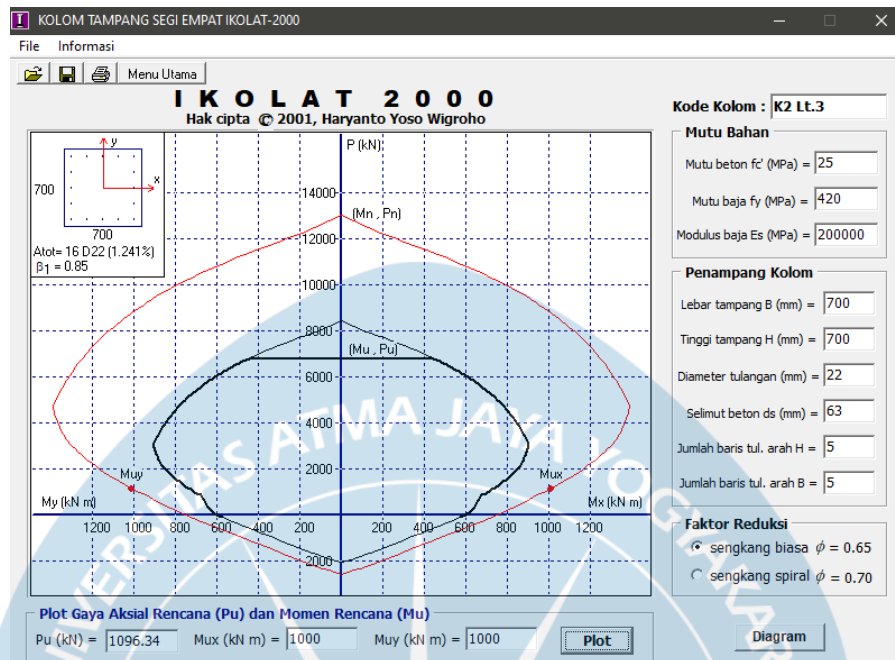 KOLOM TAMPANG SEGI EMPAT IKOLAT-2000
File Informasi
Menu Utama
I K O L A T 2 0 0 0
Hak cipta © 2001, Haryanto Yoso Wigroho
Kode Kolom : K2 Lt.3
Mutu Bahan
Mutu beton fc' (MPa) = 25
Mutu baja fy (MPa) = 420
Modulus baja Es (MPa) = 200000
Penampang Kolom
Lebar tampang B (mm) = 700
Tinggi tampang H (mm) = 700
Diameter tulangan (mm) = 22
Selimut beton ds (mm) = 63
Jumlah baris tul. arah H = 5
Jumlah baris tul. arah B = 5
Faktor Reduksi
sengkang biasa ϕ = 0.65
sengkang spiral ϕ = 0.70
Diagram
y
x
700
700
Atot= 16 D22 (1.241%)
β1 = 0.85
P (kN)
14000
(Mn , Pn)
12000
10000
8000
(Mu , Pu)
6000
4000
2000
Muy
Mux
My (kN m)
Mx (kN m)
1200 1000 800 600 400 200 200 400 600 800 1000 1200
2000
UNIVERSITAS ATMA JAYA YOGYAKAR
Plot Gaya Aksial Rencana (Pu) dan Momen Rencana (Mu)
Pu (kN) = 1096.34 Mux (kN m) = 1000 Muy (kN m) = 1000 Plot